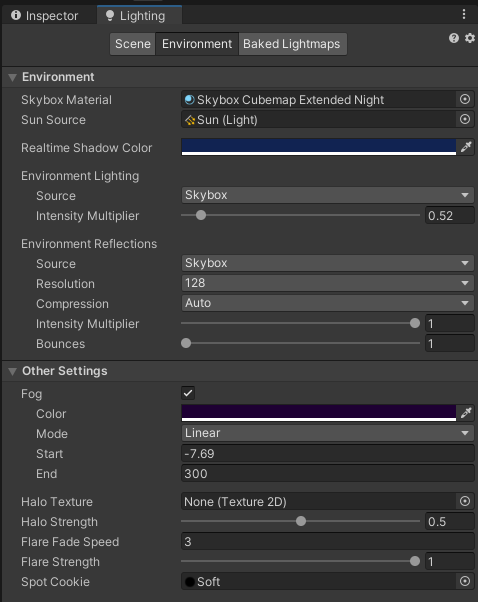 Inspector Lighting
Scene Environment Baked Lightmaps
Environment
Skybox Material Skybox Cubemap Extended Night
Sun Source Sun (Light)
Realtime Shadow Color
Environment Lighting
Source Skybox
Intensity Multiplier 0.52
Environment Reflections
Source Skybox
Resolution 128
Compression Auto
Intensity Multiplier 1
Bounces 1
Other Settings
Fog
Color
Mode Linear
Start -7.69
End 300
Halo Texture None (Texture 2D)
Halo Strength 0.5
Flare Fade Speed 3
Flare Strength 1
Spot Cookie Soft